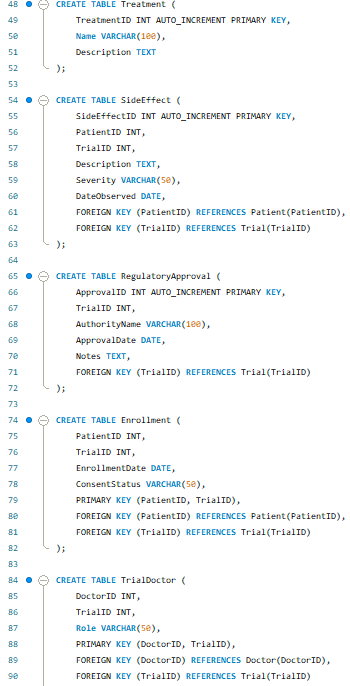 48 CREATE TABLE Treatment (
49 TreatmentID INT AUTO_INCREMENT PRIMARY KEY,
50 Name VARCHAR(100),
51 Description TEXT
52 );
53
54 CREATE TABLE SideEffect (
55 SideEffectID INT AUTO_INCREMENT PRIMARY KEY,
56 PatientID INT,
57 TrialID INT,
58 Description TEXT,
59 Severity VARCHAR(50),
60 DateObserved DATE,
61 FOREIGN KEY (PatientID) REFERENCES Patient(PatientID),
62 FOREIGN KEY (TrialID) REFERENCES Trial(TrialID)
63 );
64
65 CREATE TABLE RegulatoryApproval (
66 ApprovalID INT AUTO_INCREMENT PRIMARY KEY,
67 TrialID INT,
68 AuthorityName VARCHAR(100),
69 ApprovalDate DATE,
70 Notes TEXT,
71 FOREIGN KEY (TrialID) REFERENCES Trial(TrialID)
72 );
73
74 CREATE TABLE Enrollment (
75 PatientID INT,
76 TrialID INT,
77 EnrollmentDate DATE,
78 ConsentStatus VARCHAR(50),
79 PRIMARY KEY (PatientID, TrialID),
80 FOREIGN KEY (PatientID) REFERENCES Patient(PatientID),
81 FOREIGN KEY (TrialID) REFERENCES Trial(TrialID)
82 );
83
84 CREATE TABLE TrialDoctor (
85 DoctorID INT,
86 TrialID INT,
87 Role VARCHAR(50),
88 PRIMARY KEY (DoctorID, TrialID),
89 FOREIGN KEY (DoctorID) REFERENCES Doctor(DoctorID),
90 FOREIGN KEY (TrialID) REFERENCES Trial(TrialID)